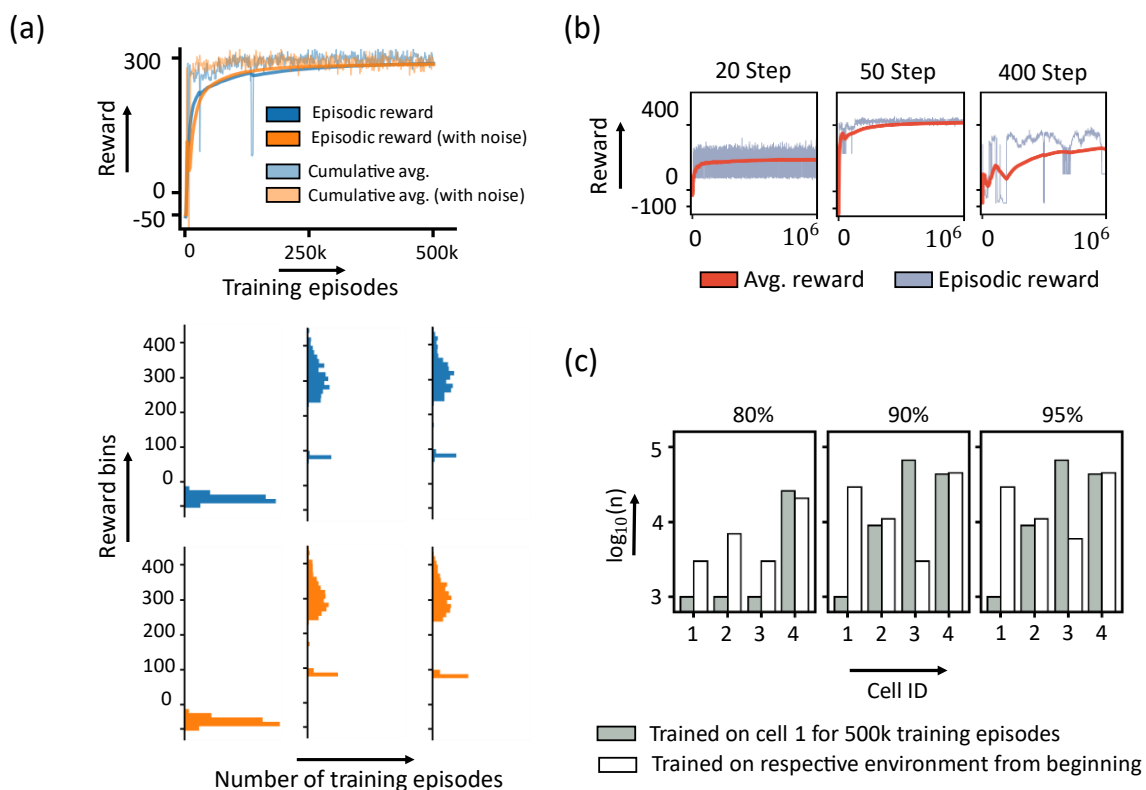 (a)
300
0
-50
Reward
Episodic reward
Episodic reward (with noise)
Cumulative avg.
Cumulative avg. (with noise)
0
250k
500k
Training episodes
400
300
200
100
0
400
300
200
100
0
Reward bins
Number of training episodes
(b)
20 Step
50 Step
400 Step
400
0
-100
Reward
0
10^6
0
10^6
0
10^6
Avg. reward
Episodic reward
(c)
80%
90%
95%
5
4
3
log₁₀(n)
1 2 3 4
1 2 3 4
1 2 3 4
Cell ID
Trained on cell 1 for 500k training episodes
Trained on respective environment from beginning